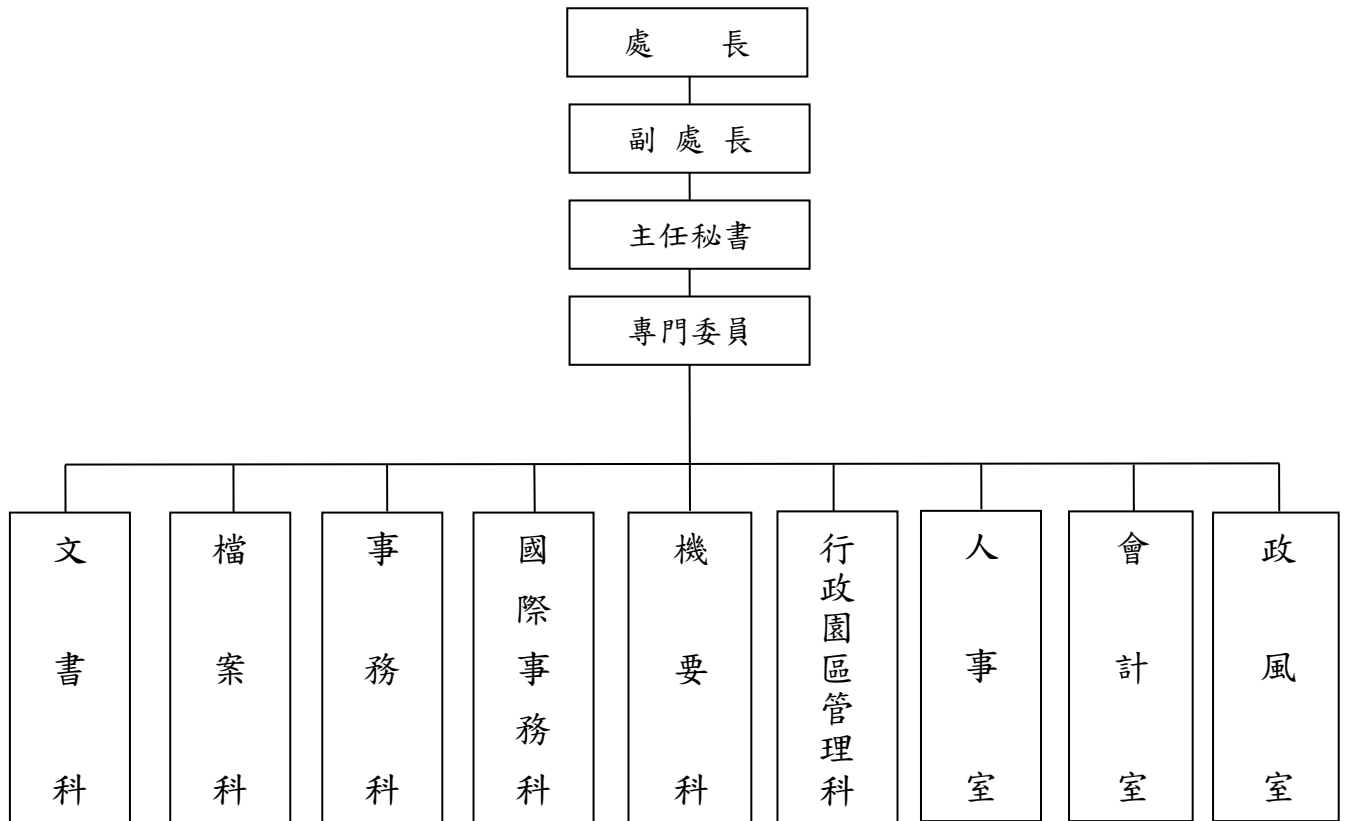 處 長
副 處 長
主任秘書
專門委員
文書科
檔案科
事務科
國際事務科
機要科
行政園區管理科
人事室
會計室
政風室